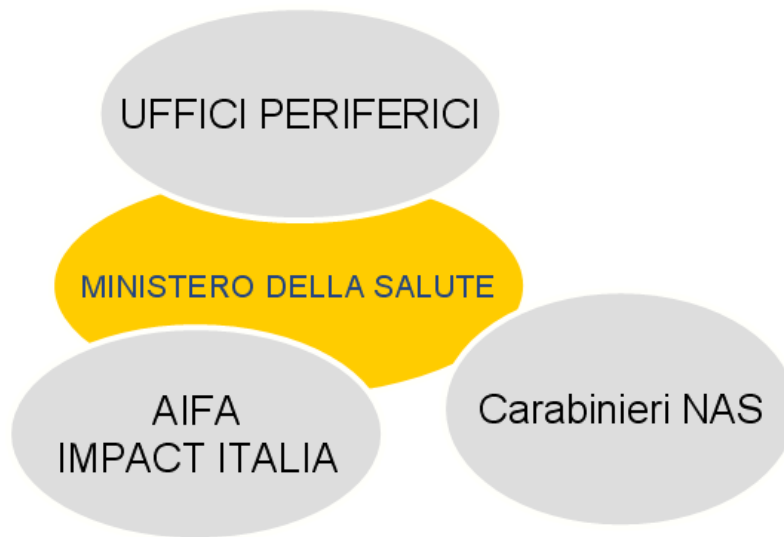 UFFICI PERIFERICI
MINISTERO DELLA SALUTE
AIFA
IMPACT ITALIA
Carabinieri NAS